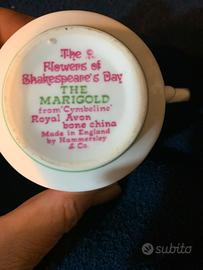 The
Flowers of
Shakespeare's Day
THE
MARIGOLD
from 'Cymbeline'
Royal Avon
bone china
Made in England
by Hammersley
& Co.
subito